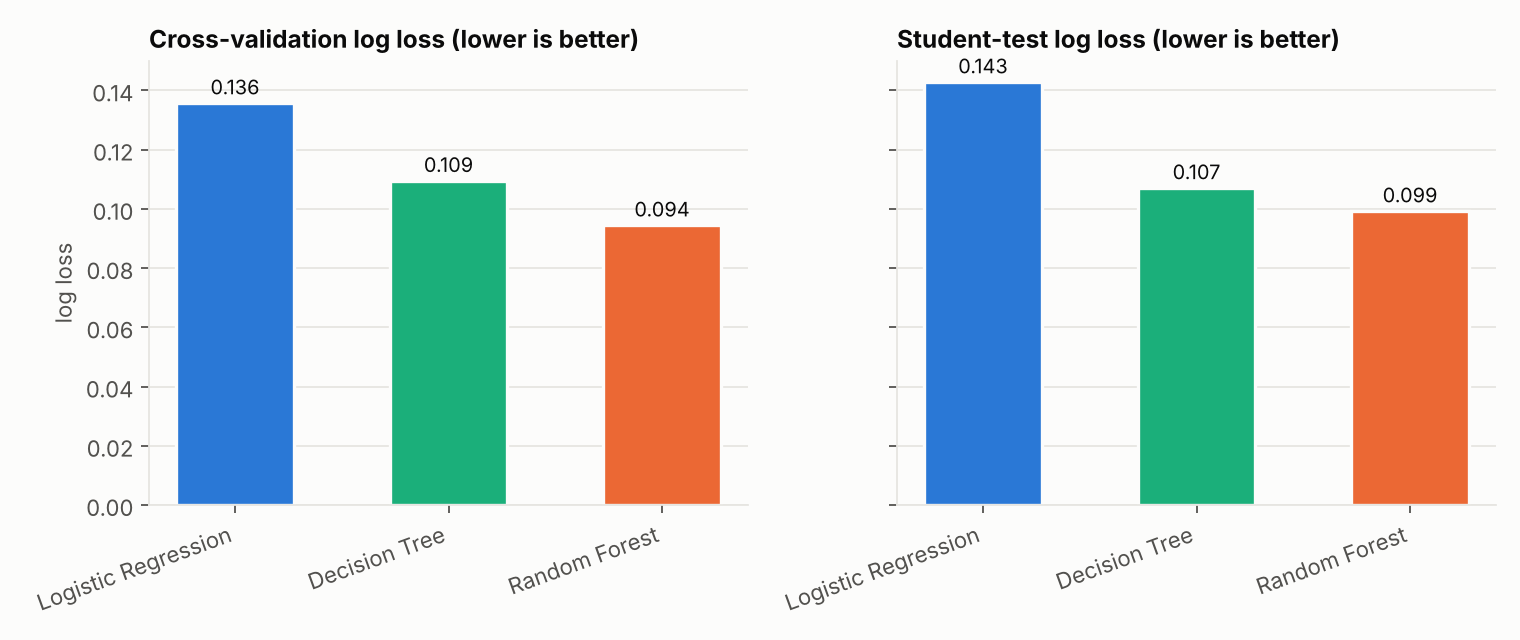 Cross-validation log loss (lower is better)
log loss
0.14
0.12
0.10
0.08
0.06
0.04
0.02
0.00
0.136
0.109
0.094
Logistic Regression
Decision Tree
Random Forest
Student-test log loss (lower is better)
0.143
0.107
0.099
Logistic Regression
Decision Tree
Random Forest